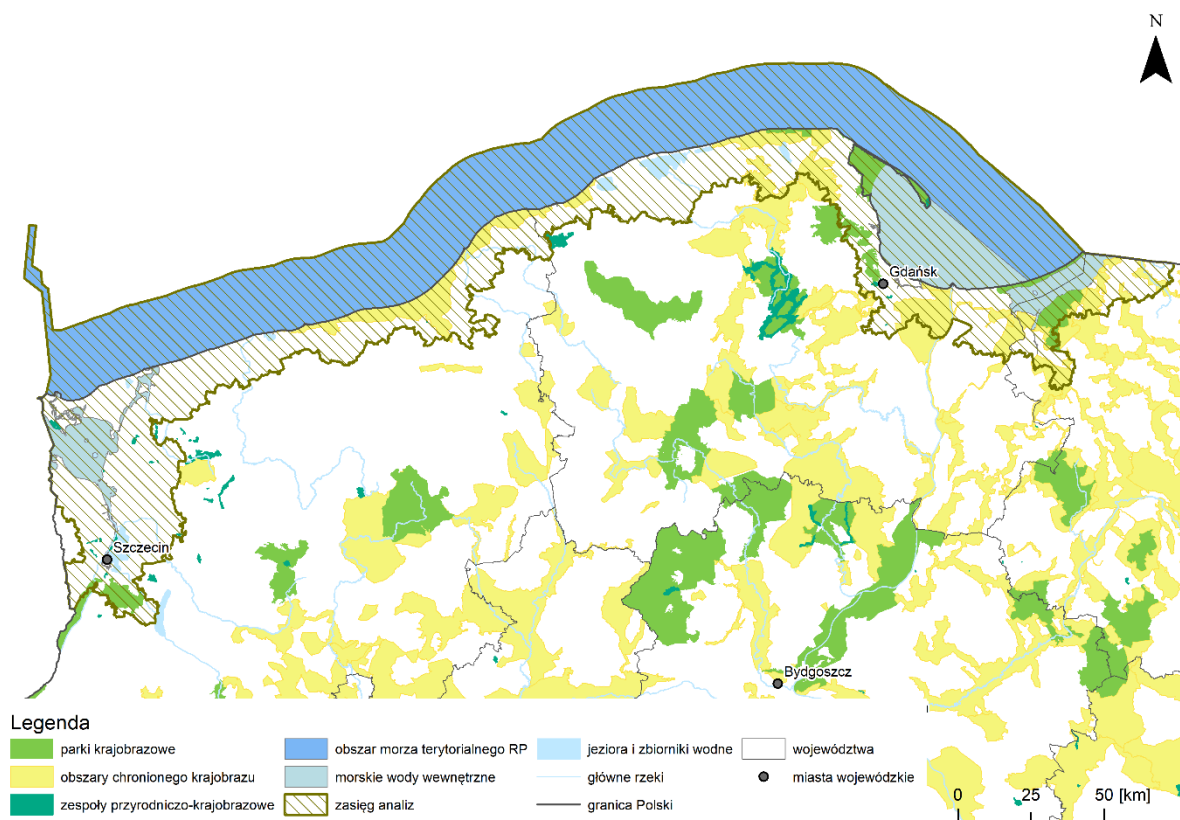 N
Gdańsk
Szczecin
Bydgoszcz
Legenda
parki krajobrazowe
obszar morza terytorialnego RP
jeziora i zbiorniki wodne
województwa
obszary chronionego krajobrazu
morskie wody wewnętrzne
główne rzeki
miasta wojewódzkie
zespoły przyrodniczo-krajobrazowe
zasięg analiz
granica Polski
0 25 50 [km]